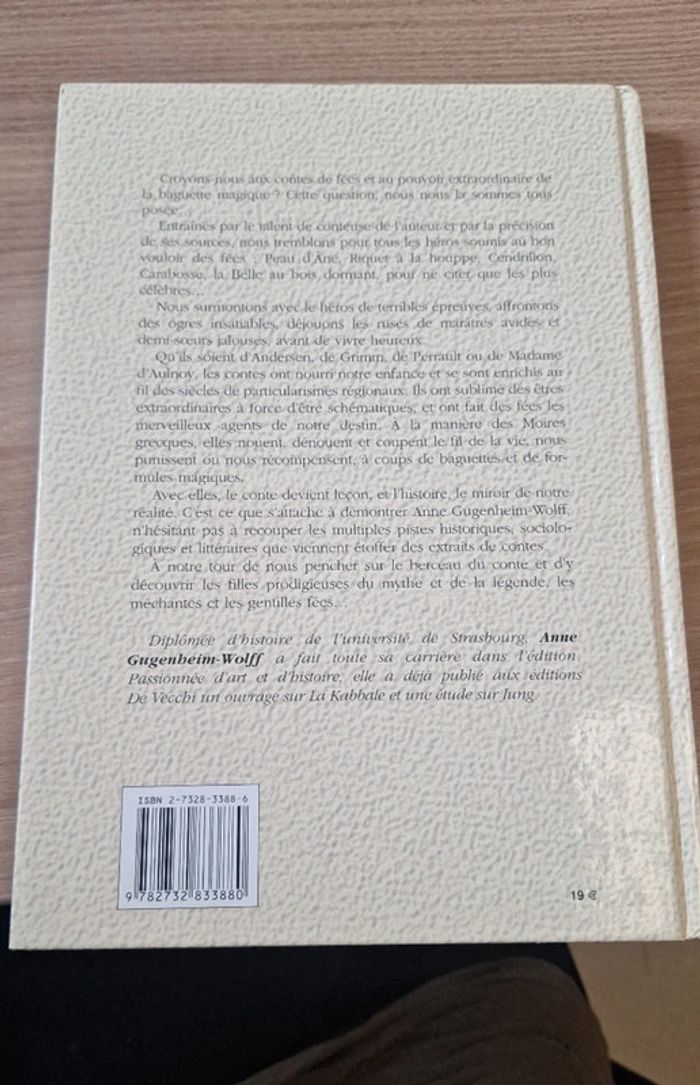 Croyons-nous aux contes de fées et au pouvoir extraordinaire de
la baguette magique ? Cette question, nous nous la sommes tous
posée.
Entraînés par le talent de conteuse de l'auteur et par la précision
de ses sources, nous tremblons pour tous les héros soumis au bon
vouloir des fées : Peau d'Ane, Riquet à la houppe, Cendrillon,
Carabosse, la Belle au bois dormant, pour ne citer que les plus
célèbres...
Nous surmontons avec le héros de terribles épreuves, affrontons
des ogres insatiables, déjouons les ruses de marâtres avides et
demi-sœurs jalouses, avant de vivre heureux.
Qu'ils soient d'Andersen, de Grimm, de Perrault ou de Madame
d'Aulnoy, les contes ont nourri notre enfance et se sont enrichis au
fil des siècles de particularismes régionaux. Ils ont sublimé des êtres
extraordinaires à force d'être schématiques, et ont fait des fées les
merveilleux agents de notre destin. A la manière des Moires
grecques, elles nouent, dénouent et coupent le fil de la vie, nous
punissent ou nous récompensent, à coups de baguettes et de for-
mules magiques.
Avec elles, le conte devient leçon, et l'histoire, le miroir de notre
réalité. C'est ce que s'attache à démontrer Anne Gugenheim-Wolff,
n'hésitant pas à recouper les multiples pistes historiques, sociolo-
giques et littéraires que viennent étoffer des extraits de contes.
A notre tour de nous pencher sur le berceau du conte et d'y
découvrir les filles prodigieuses du mythe et de la légende, les
méchantes et les gentilles fées...
Diplômée d'histoire de l'université de Strasbourg, Anne
Gugenheim-Wolff a fait toute sa carrière dans l'édition.
Passionnée d'art et d'histoire, elle a déjà publié aux éditions
De Vecchi un ouvrage sur La Kabbale et une étude sur Jung.
ISBN 2-7328-3388-6
9 782732 833880
19 €